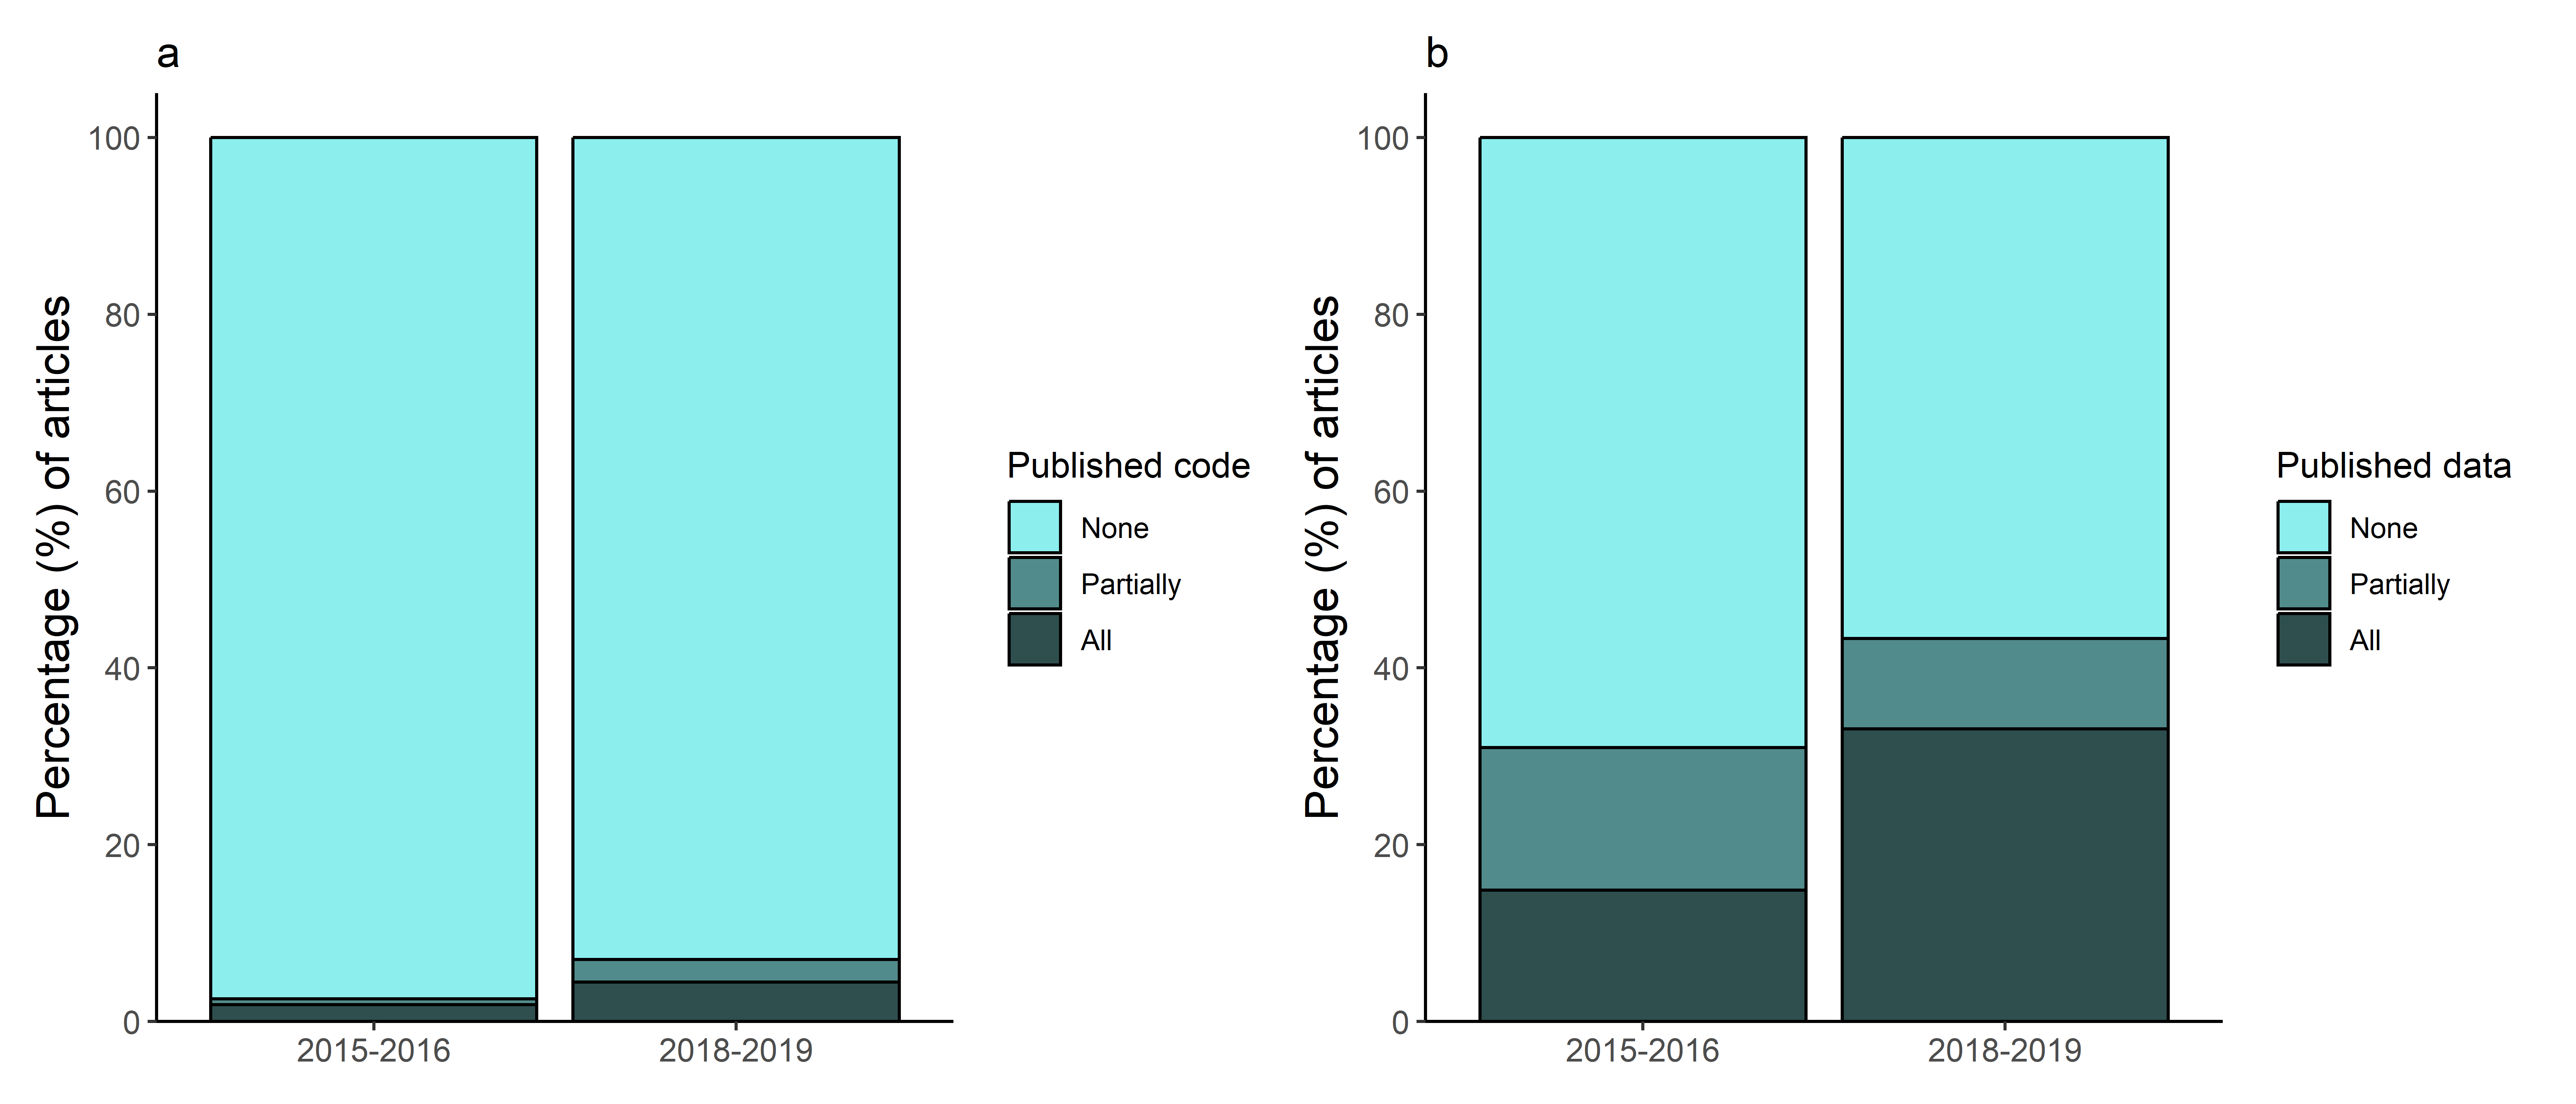 a
Percentage (%) of articles
100
80
60
40
20
0
2015-2016
2018-2019
Published code
None
Partially
All
b
Percentage (%) of articles
100
80
60
40
20
0
2015-2016
2018-2019
Published data
None
Partially
All